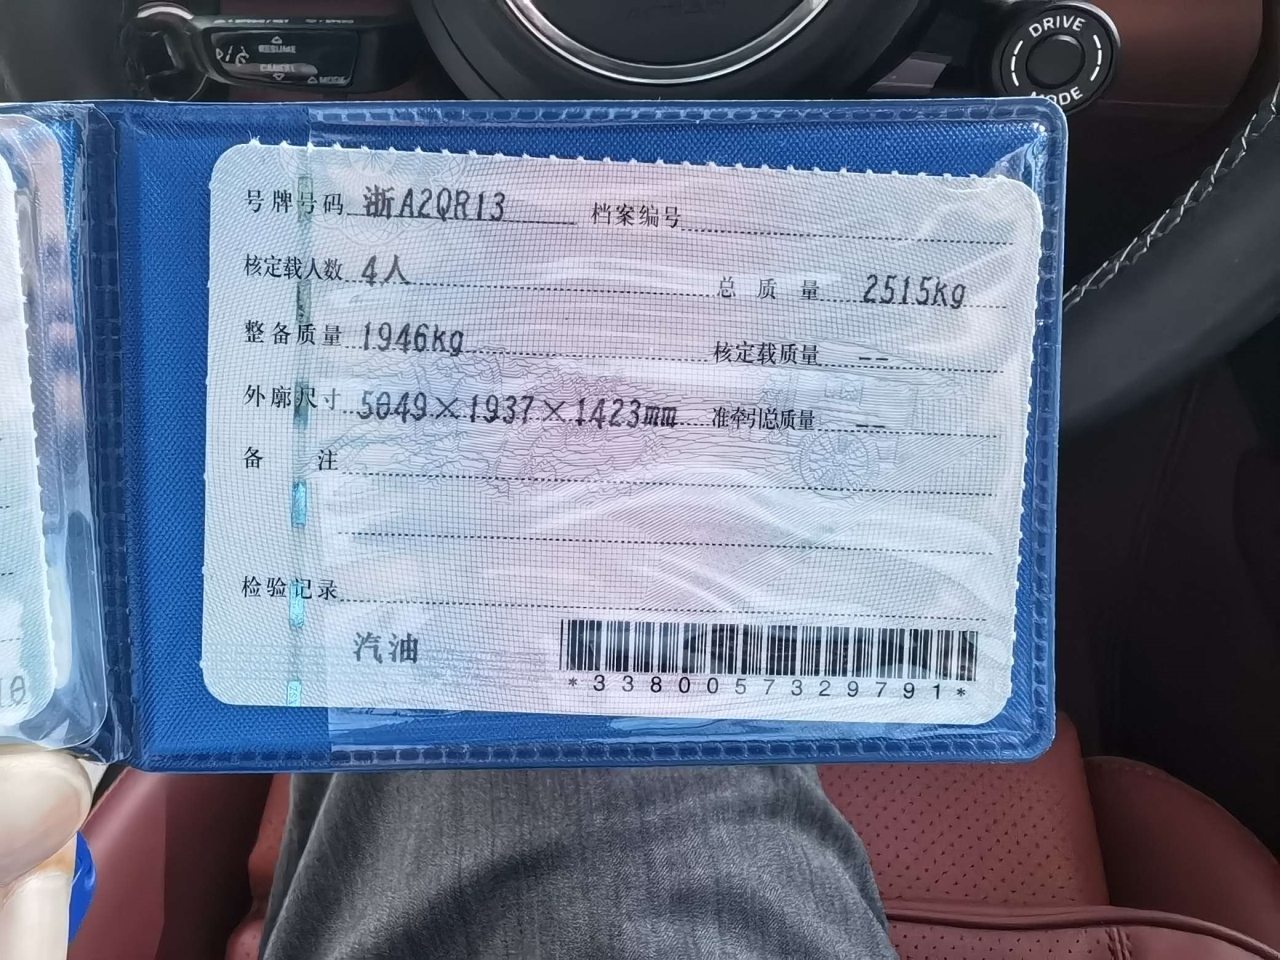 RESUME
CANCEL
MODE
DRIVE
MODE
号牌号码 浙A2QR13 档案编号
核定载人数 4人 总质量 2515kg
整备质量 1946kg 核定载质量 --
外廓尺寸 5049×1937×1423mm 准牵引总质量 --
备注
检验记录
汽油
*3380057329791*